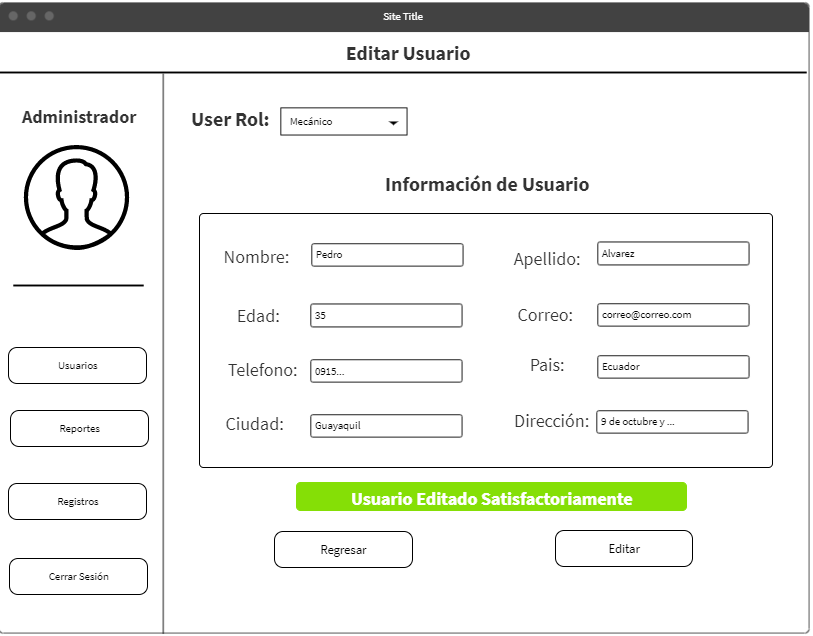 Site Title
Editar Usuario
Administrador
Usuarios
Reportes
Registros
Cerrar Sesión
User Rol: Mecánico
Información de Usuario
Nombre: Pedro
Apellido: Alvarez
Edad: 35
Correo: correo@correo.com
Telefono: 0915...
Pais: Ecuador
Ciudad: Guayaquil
Dirección: 9 de octubre y ...
Usuario Editado Satisfactoriamente
Regresar
Editar